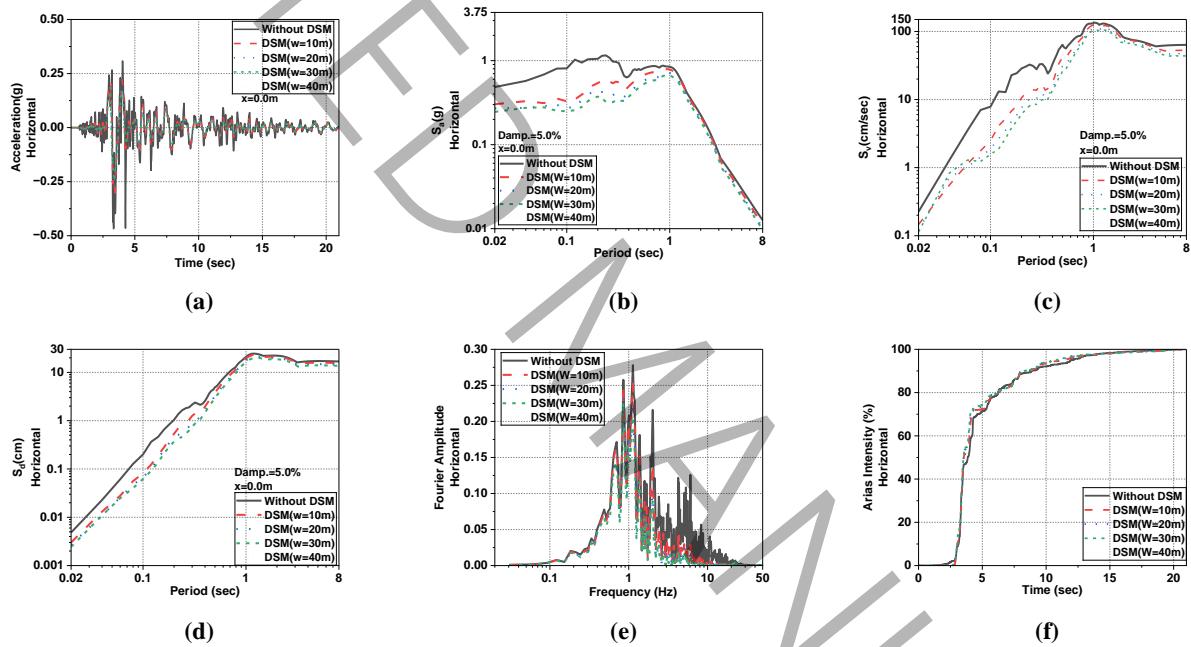 0.50
0.25
0.00
−0.25
−0.50
Acceleration(g)
Horizontal
Without DSM
DSM(w=10m)
DSM(w=20m)
DSM(w=30m)
DSM(w=40m)
x=0.0m
0 5 10 15 20
Time (sec)
(a)
3.75
1
0.1
0.01
Sa(g)
Horizontal
Damp.=5.0%
x=0.0m
Without DSM
DSM(W=10m)
DSM(W=20m)
DSM(W=30m)
DSM(W=40m)
0.02 0.1 1 8
Period (sec)
(b)
150
100
10
1
0.1
Sv(cm/sec)
Horizontal
Damp.=5.0%
x=0.0m
Without DSM
DSM(w=10m)
DSM(w=20m)
DSM(w=30m)
DSM(w=40m)
0.02 0.1 1 8
Period (sec)
(c)
30
10
1
0.1
0.01
0.001
Sd(cm)
Horizontal
Damp.=5.0%
x=0.0m
Without DSM
DSM(w=10m)
DSM(w=20m)
DSM(w=30m)
DSM(w=40m)
0.02 0.1 1 8
Period (sec)
(d)
0.30
0.25
0.20
0.15
0.10
0.05
0.00
Fourier Amplitude
Horizontal
Without DSM
DSM(W=10m)
DSM(W=20m)
DSM(W=30m)
DSM(W=40m)
0.1 1 10 50
Frequency (Hz)
(e)
100
80
60
40
20
0
Arias Intensity (%)
Horizontal
Without DSM
DSM(W=10m)
DSM(W=20m)
DSM(W=30m)
DSM(W=40m)
0 5 10 15 20
Time (sec)
(f)
TED MANU